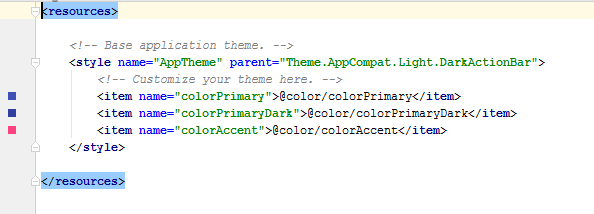 <resources>
<!-- Base application theme. -->
<style name="AppTheme" parent="Theme.AppCompat.Light.DarkActionBar">
<!-- Customize your theme here. -->
<item name="colorPrimary">@color/colorPrimary</item>
<item name="colorPrimaryDark">@color/colorPrimaryDark</item>
<item name="colorAccent">@color/colorAccent</item>
</style>
</resources>